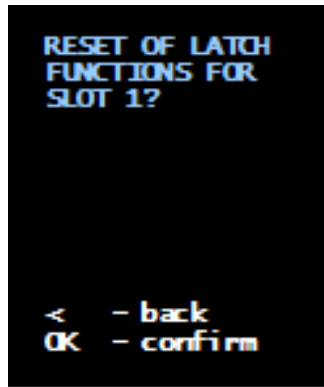 RESET OF LATCH
FUNCTIONS FOR
SLOT 1?
< - back
OK - confirm